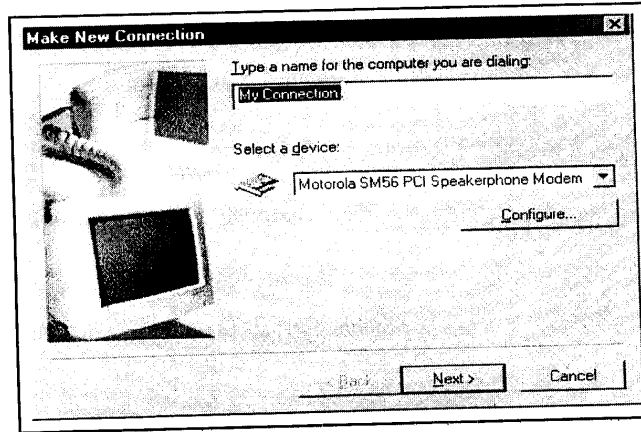 Make New Connection
Type a name for the computer you are dialing:
My Connection
Select a device:
Motorola SM56 PCI Speakerphone Modem
Configure...
< Back
Next >
Cancel